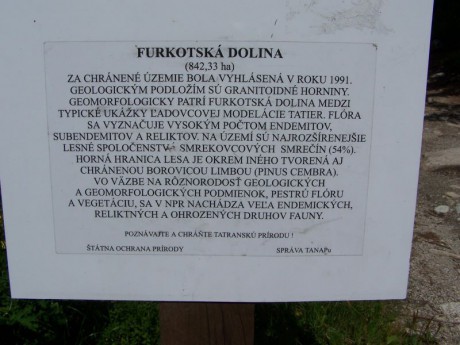 FURKOTSKÁ DOLINA
(842,33 ha)
ZA CHRÁNENÉ ÚZEMIE BOLA VYHLÁSENÁ V ROKU 1991.
GEOLOGICKÝM PODLOŽÍM SÚ GRANITOIDNÉ HORNINY.
GEOMORFOLOGICKY PATRÍ FURKOTSKÁ DOLINA MEDZI
TYPICKÉ UKÁŽKY ĽADOVCOVEJ MODELÁCIE TATIER. FLÓRA
SA VYZNAČUJE VYSOKÝM POČTOM ENDEMITOV,
SUBENDEMITOV A RELIKTOV. NA ÚZEMÍ SÚ NAJROZŠÍRENEJŠIE
LESNÉ SPOLOČENSTVÁ SMREKOVCOVÝCH SMREČÍN (54%).
HORNÁ HRANICA LESA JE OKREM INÉHO TVORENÁ AJ
CHRÁNENOU BOROVICOU LIMBOU (PINUS CEMBRA).
VO VÄZBE NA RÔZNORODOSŤ GEOLOGICKÝCH
A GEOMORFOLOGICKÝCH PODMIENOK, PESTRÚ FLÓRU
A VEGETÁCIU, SA V NPR NACHÁDZA VEĽA ENDEMICKÝCH,
RELIKTNÝCH A OHROZENÝCH DRUHOV FAUNY.
POZNÁVAJTE A CHRÁŇTE TATRANSKÚ PRÍRODU !
ŠTÁTNA OCHRANA PRÍRODY SPRÁVA TANAPu